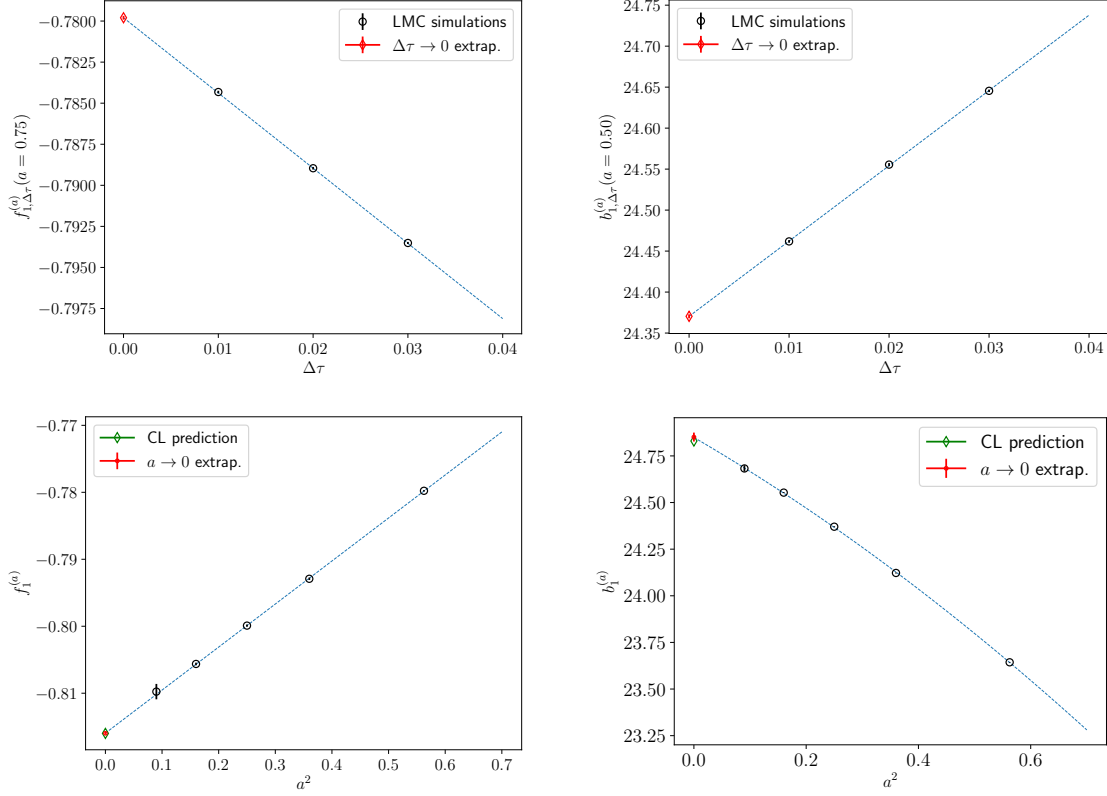 LMC simulations
Δτ → 0 extrap.
f_{1,Δτ}^{(a)}(a = 0.75)
−0.7800
−0.7825
−0.7850
−0.7875
−0.7900
−0.7925
−0.7950
−0.7975
0.00 0.01 0.02 0.03 0.04
Δτ
LMC simulations
Δτ → 0 extrap.
b_{1,Δτ}^{(a)}(a = 0.50)
24.75
24.70
24.65
24.60
24.55
24.50
24.45
24.40
24.35
0.00 0.01 0.02 0.03 0.04
Δτ
CL prediction
a → 0 extrap.
f_1^{(a)}
−0.77
−0.78
−0.79
−0.80
−0.81
0.0 0.1 0.2 0.3 0.4 0.5 0.6 0.7
a²
CL prediction
a → 0 extrap.
b_1^{(a)}
24.75
24.50
24.25
24.00
23.75
23.50
23.25
0.0 0.2 0.4 0.6
a²